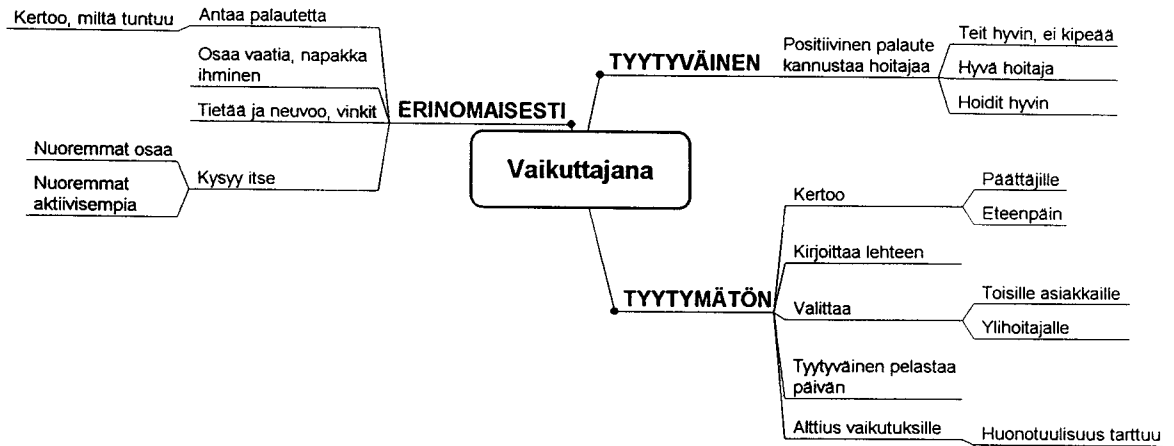 Kertoo, miltä tuntuu
Antaa palautetta
Osaa vaatia, napakka
ihminen
Tietää ja neuvoo, vinkit
Nuoremmat osaa
Nuoremmat
aktiivisempia
Kysyy itse
ERINOMAISESTI
Vaikuttajana
TYYTYVÄINEN
Positiivinen palaute
kannustaa hoitajaa
Teit hyvin, ei kipeää
Hyvä hoitaja
Hoidit hyvin
TYYTYMÄTÖN
Kertoo
Päättäjille
Eteenpäin
Kirjoittaa lehteen
Valittaa
Toisille asiakkaille
Ylihoitajalle
Tyytyväinen pelastaa
päivän
Alttius vaikutuksille
Huonotuulisuus tarttuu